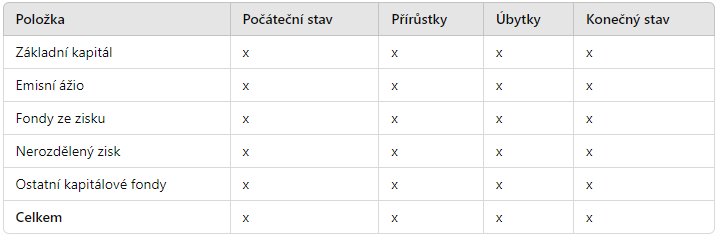 Položka Počáteční stav Přírůstky Úbytky Konečný stav
Základní kapitál x x x x
Emisní ážio x x x x
Fondy ze zisku x x x x
Nerozdělený zisk x x x x
Ostatní kapitálové fondy x x x x
Celkem x x x x